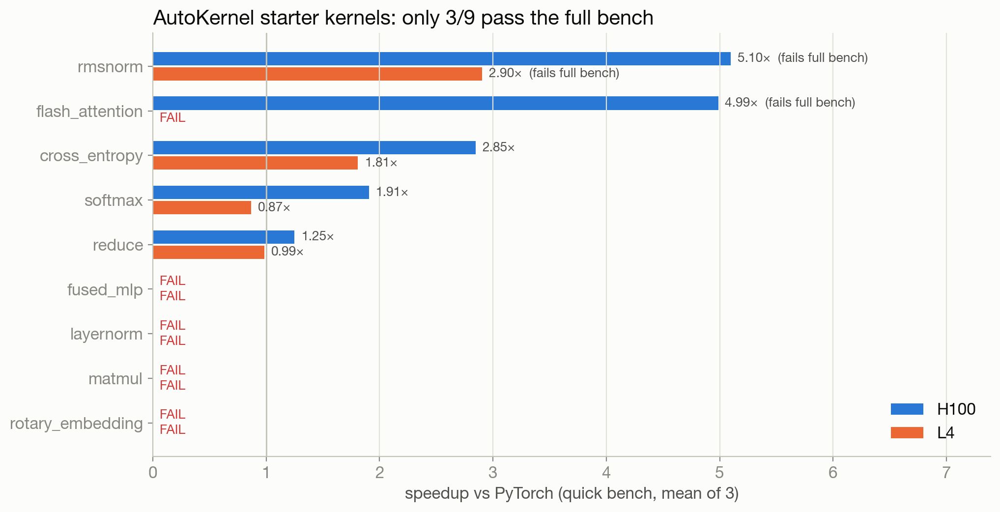 AutoKernel starter kernels: only 3/9 pass the full bench
rmsnorm
5.10× (fails full bench)
2.90× (fails full bench)
flash_attention
4.99× (fails full bench)
FAIL
cross_entropy
2.85×
1.81×
softmax
1.91×
0.87×
reduce
1.25×
0.99×
fused_mlp
FAIL
FAIL
layernorm
FAIL
FAIL
matmul
FAIL
FAIL
rotary_embedding
FAIL
FAIL
H100
L4
0 1 2 3 4 5 6 7
speedup vs PyTorch (quick bench, mean of 3)